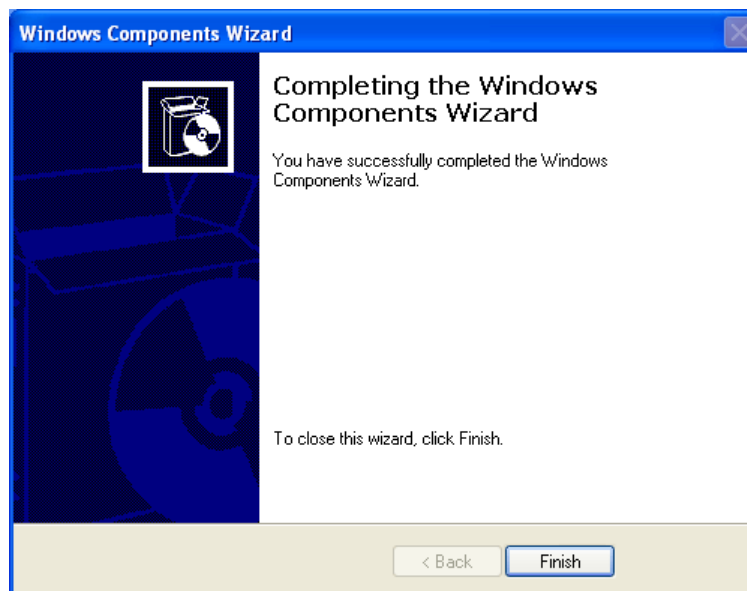 Windows Components Wizard
Completing the Windows
Components Wizard
You have successfully completed the Windows
Components Wizard.
To close this wizard, click Finish.
< Back
Finish